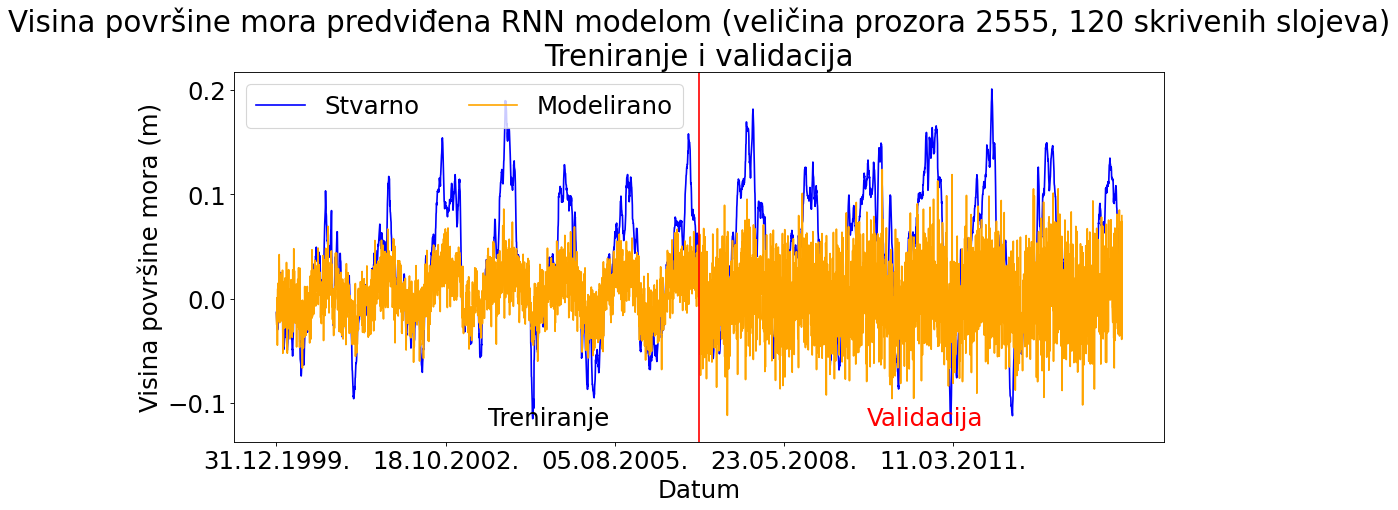 Visina površine mora predviđena RNN modelom (veličina prozora 2555, 120 skrivenih slojeva)
Treniranje i validacija
Stvarno
Modelirano
Visina površine mora (m)
0.2
0.1
0.0
−0.1
Treniranje
Validacija
31.12.1999.
18.10.2002.
05.08.2005.
23.05.2008.
11.03.2011.
Datum